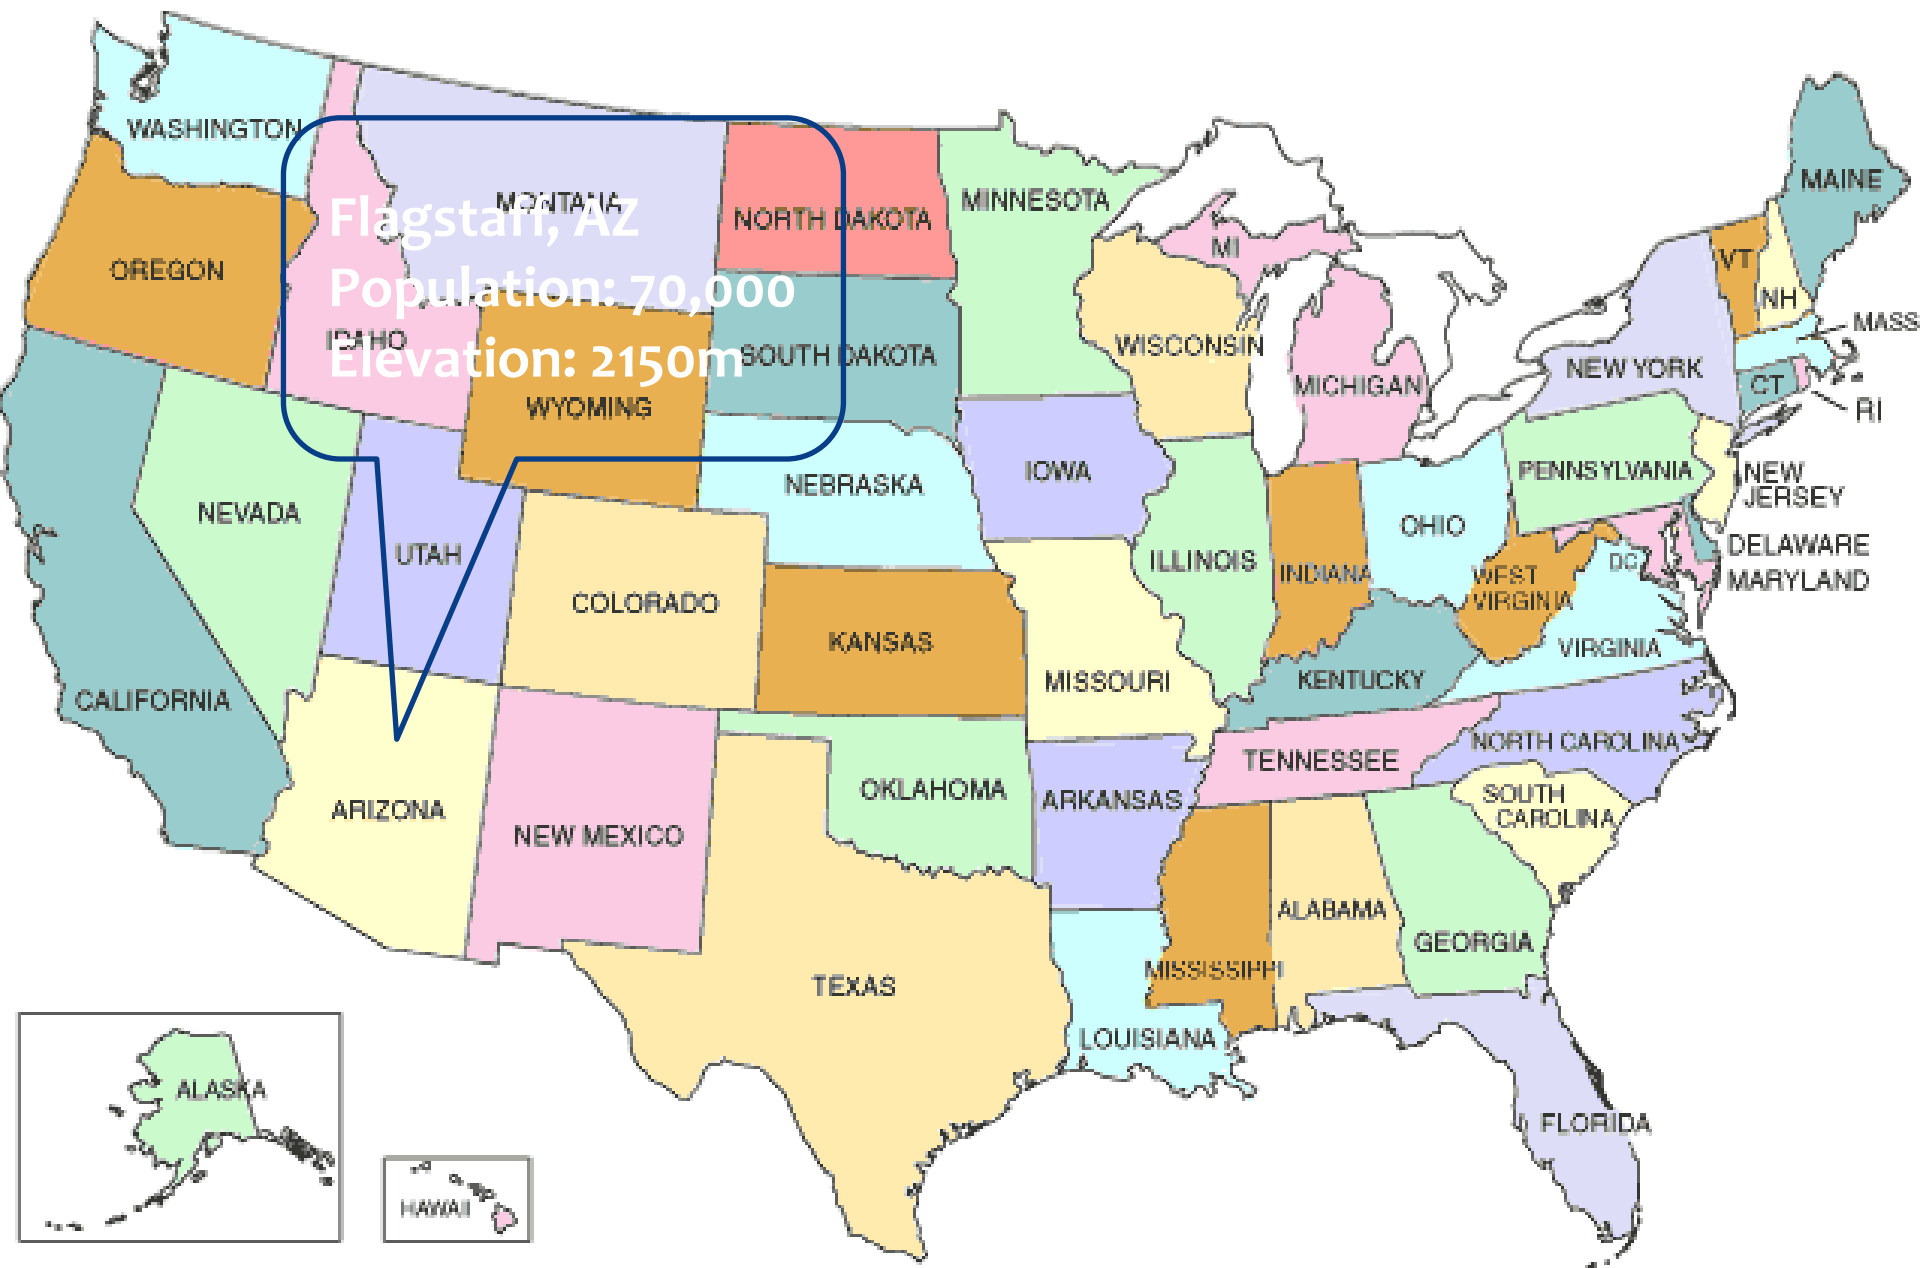 WASHINGTON
MONTANA
NORTH DAKOTA
MINNESOTA
MAINE
Flagstaff, AZ
Population: 70,000
Elevation: 2150m
OREGON
IDAHO
WYOMING
SOUTH DAKOTA
WISCONSIN
MI
MICHIGAN
VT
NH
MASS
NEW YORK
CT
RI
NEVADA
UTAH
NEBRASKA
IOWA
PENNSYLVANIA
NEW
JERSEY
COLORADO
KANSAS
ILLINOIS
INDIANA
OHIO
WEST
VIRGINIA
DC
DELAWARE
MARYLAND
VIRGINIA
CALIFORNIA
MISSOURI
KENTUCKY
ARIZONA
NEW MEXICO
OKLAHOMA
ARKANSAS
TENNESSEE
NORTH CAROLINA
SOUTH
CAROLINA
TEXAS
MISSISSIPPI
ALABAMA
GEORGIA
LOUISIANA
FLORIDA
ALASKA
HAWAII